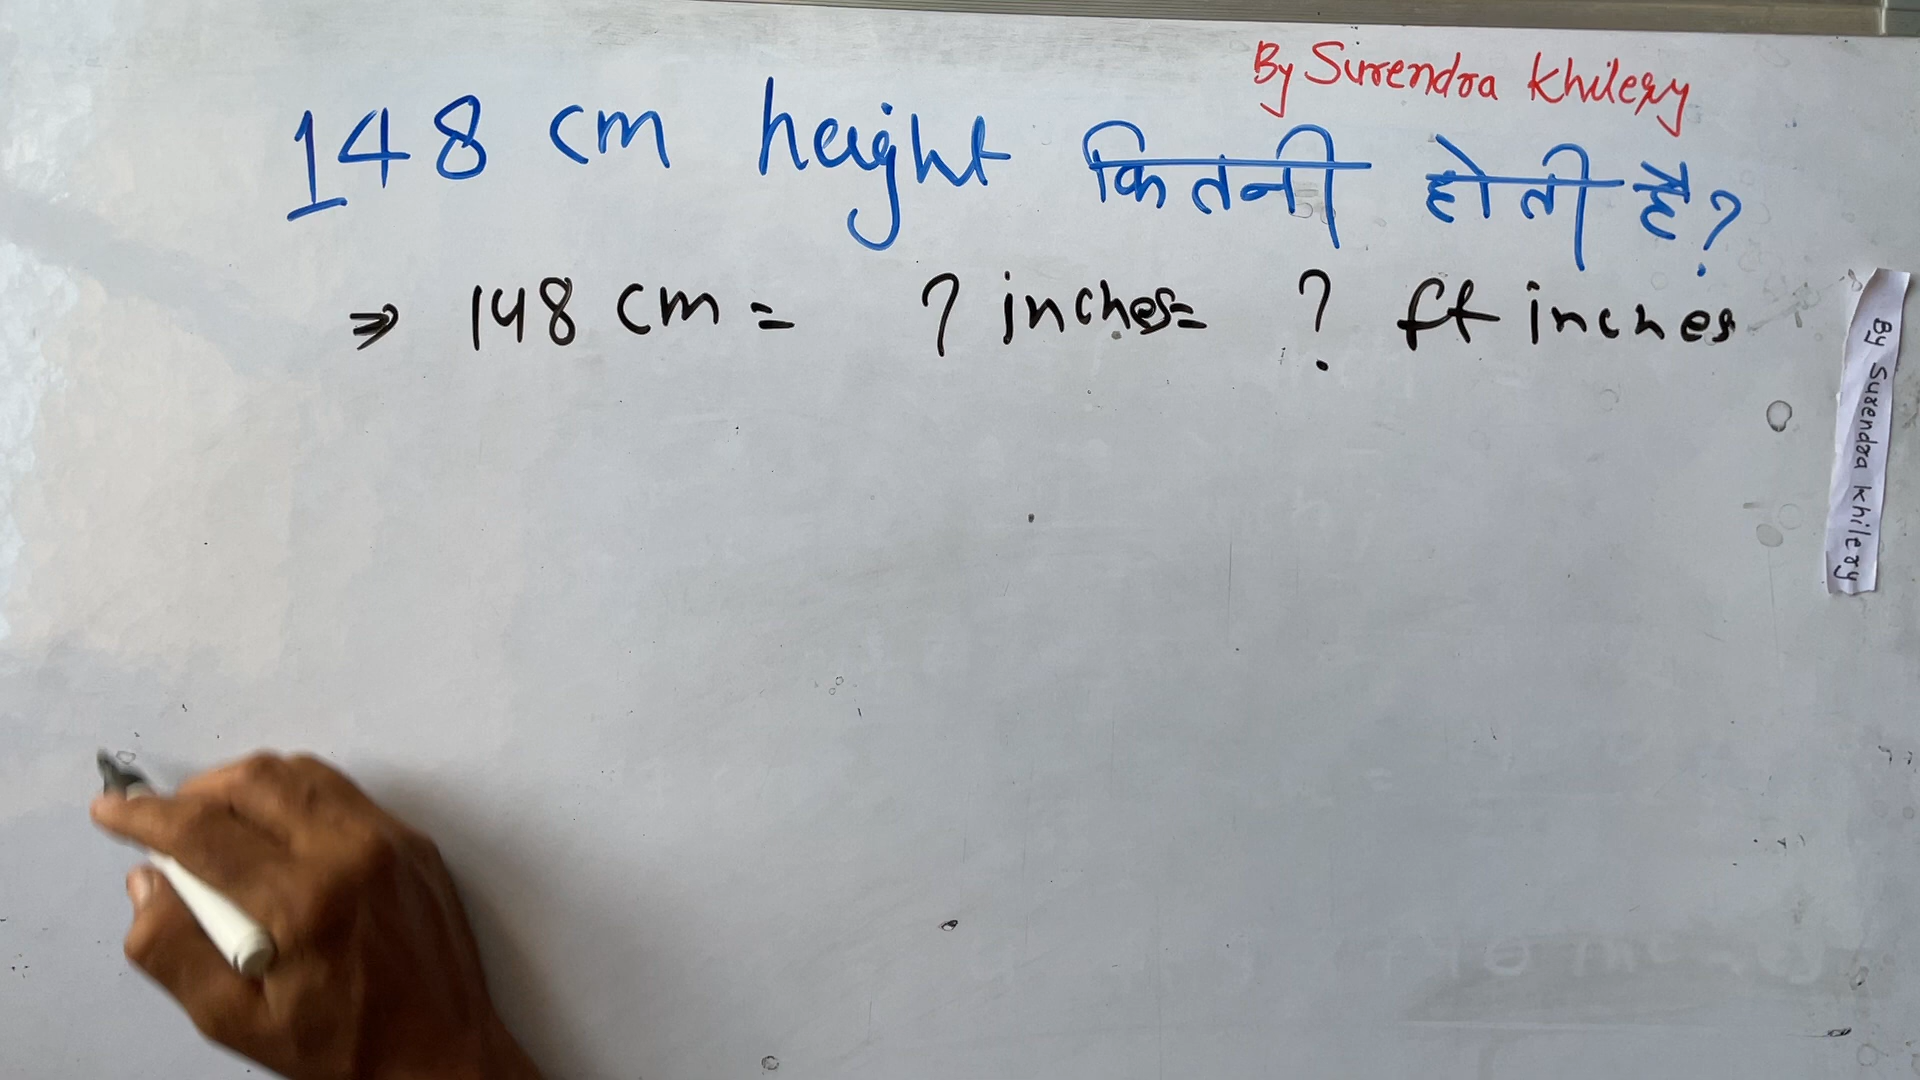 By Surendra Khilery
148 cm height कितनी होती है?
⇒ 148 cm = ? inches = ? ft inches
By Surendra Khilery